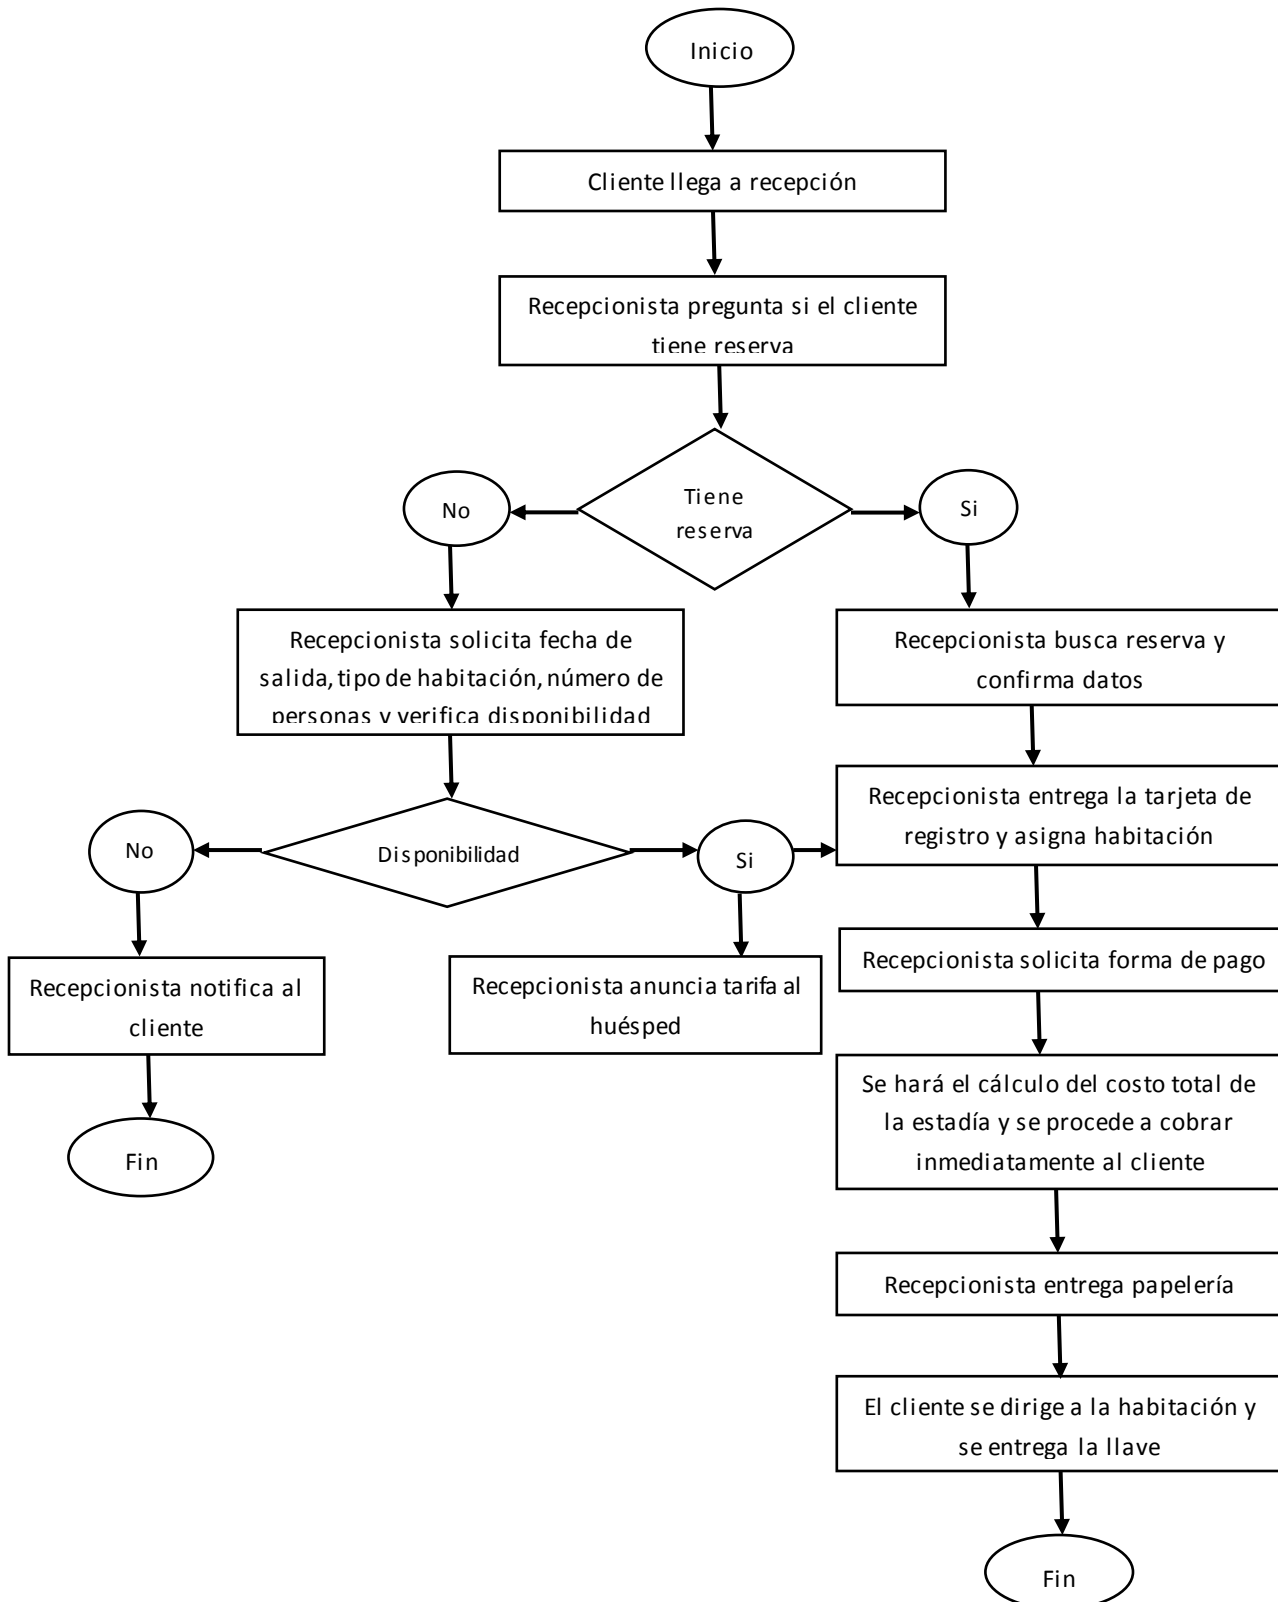 Inicio
Cliente llega a recepción
Recepcionista pregunta si el cliente
tiene reserva
Tiene
reserva
No
Si
Recepcionista solicita fecha de
salida, tipo de habitación, número de
personas y verifica disponibilidad
Recepcionista busca reserva y
confirma datos
Disponibilidad
No
Si
Recepcionista entrega la tarjeta de
registro y asigna habitación
Recepcionista notifica al
cliente
Recepcionista anuncia tarifa al
huésped
Recepcionista solicita forma de pago
Fin
Se hará el cálculo del costo total de
la estadía y se procede a cobrar
inmediatamente al cliente
Recepcionista entrega papelería
El cliente se dirige a la habitación y
se entrega la llave
Fin